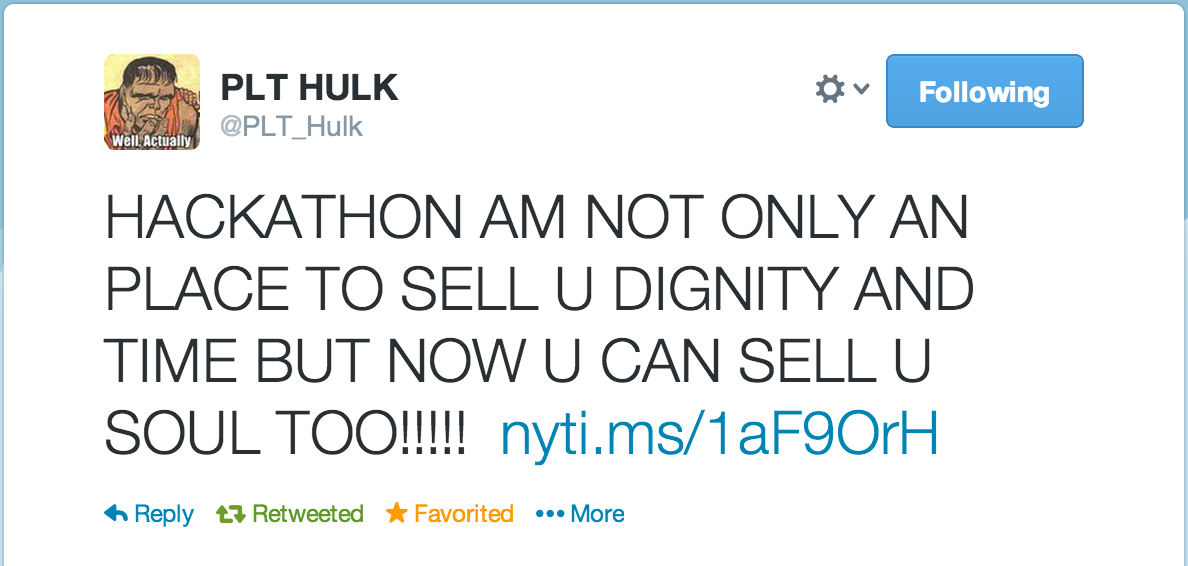 PLT HULK
@PLT_Hulk
Following
Well, Actually
HACKATHON AM NOT ONLY AN
PLACE TO SELL U DIGNITY AND
TIME BUT NOW U CAN SELL U
SOUL TOO!!!!! nyti.ms/1aF9OrH
Reply Retweeted Favorited More